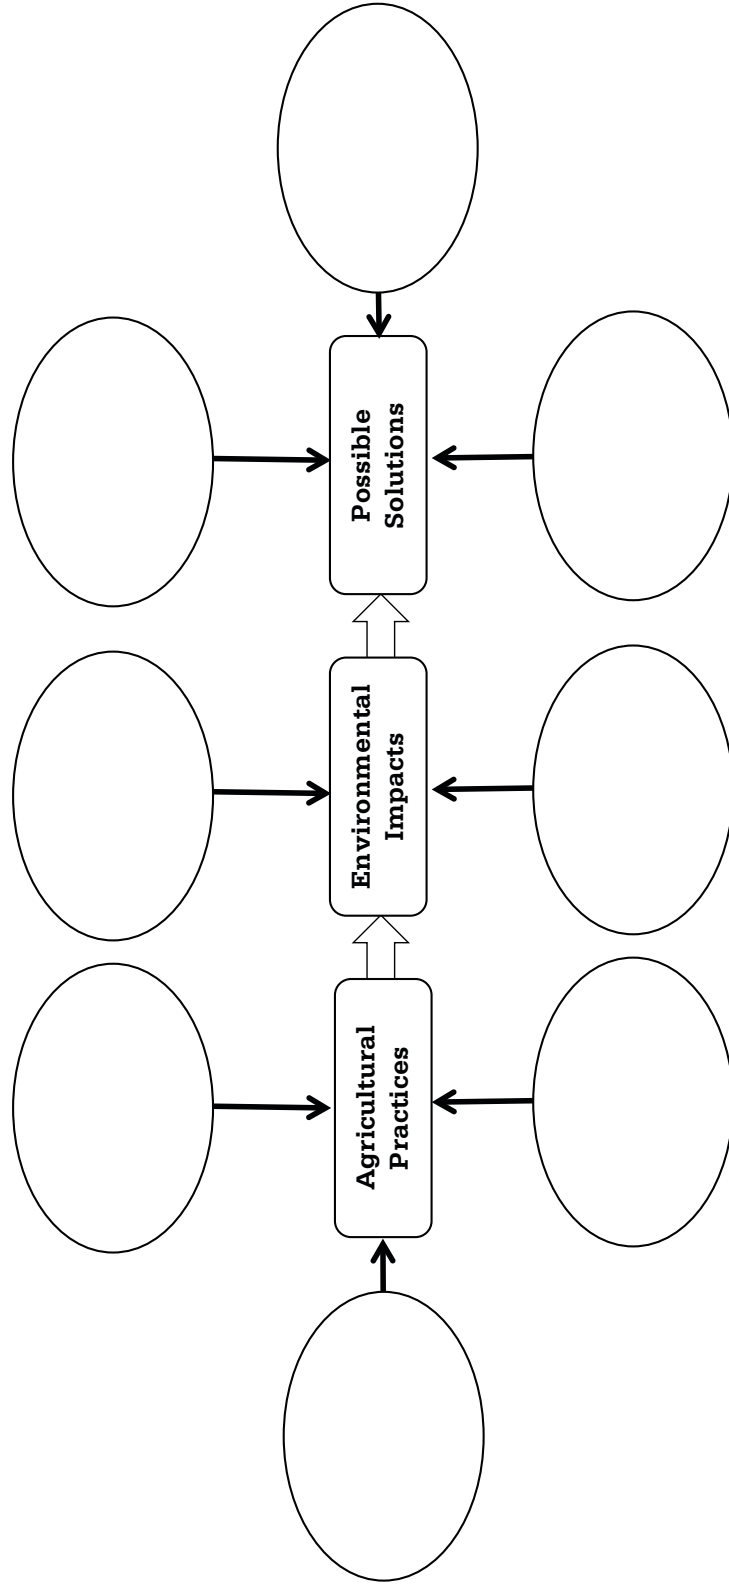 Agricultural
Practices
Environmental
Impacts
Possible
Solutions